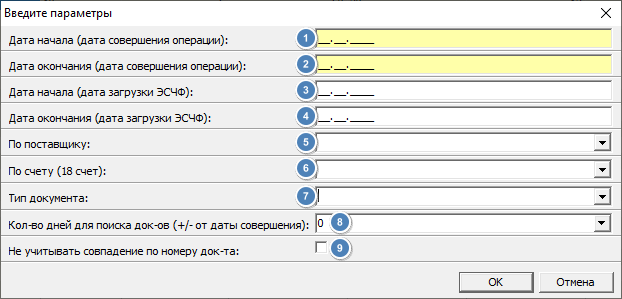 Введите параметры
Дата начала (дата совершения операции): 1 __.__.____
Дата окончания (дата совершения операции): 2 __.__.____
Дата начала (дата загрузки ЭСЧФ): 3 __.__.____
Дата окончания (дата загрузки ЭСЧФ): 4 __.__.____
По поставщику: 5
По счету (18 счет): 6
Тип документа: 7
Кол-во дней для поиска док-ов (+/- от даты совершения): 0 8
Не учитывать совпадение по номеру док-та: 9
OK Отмена